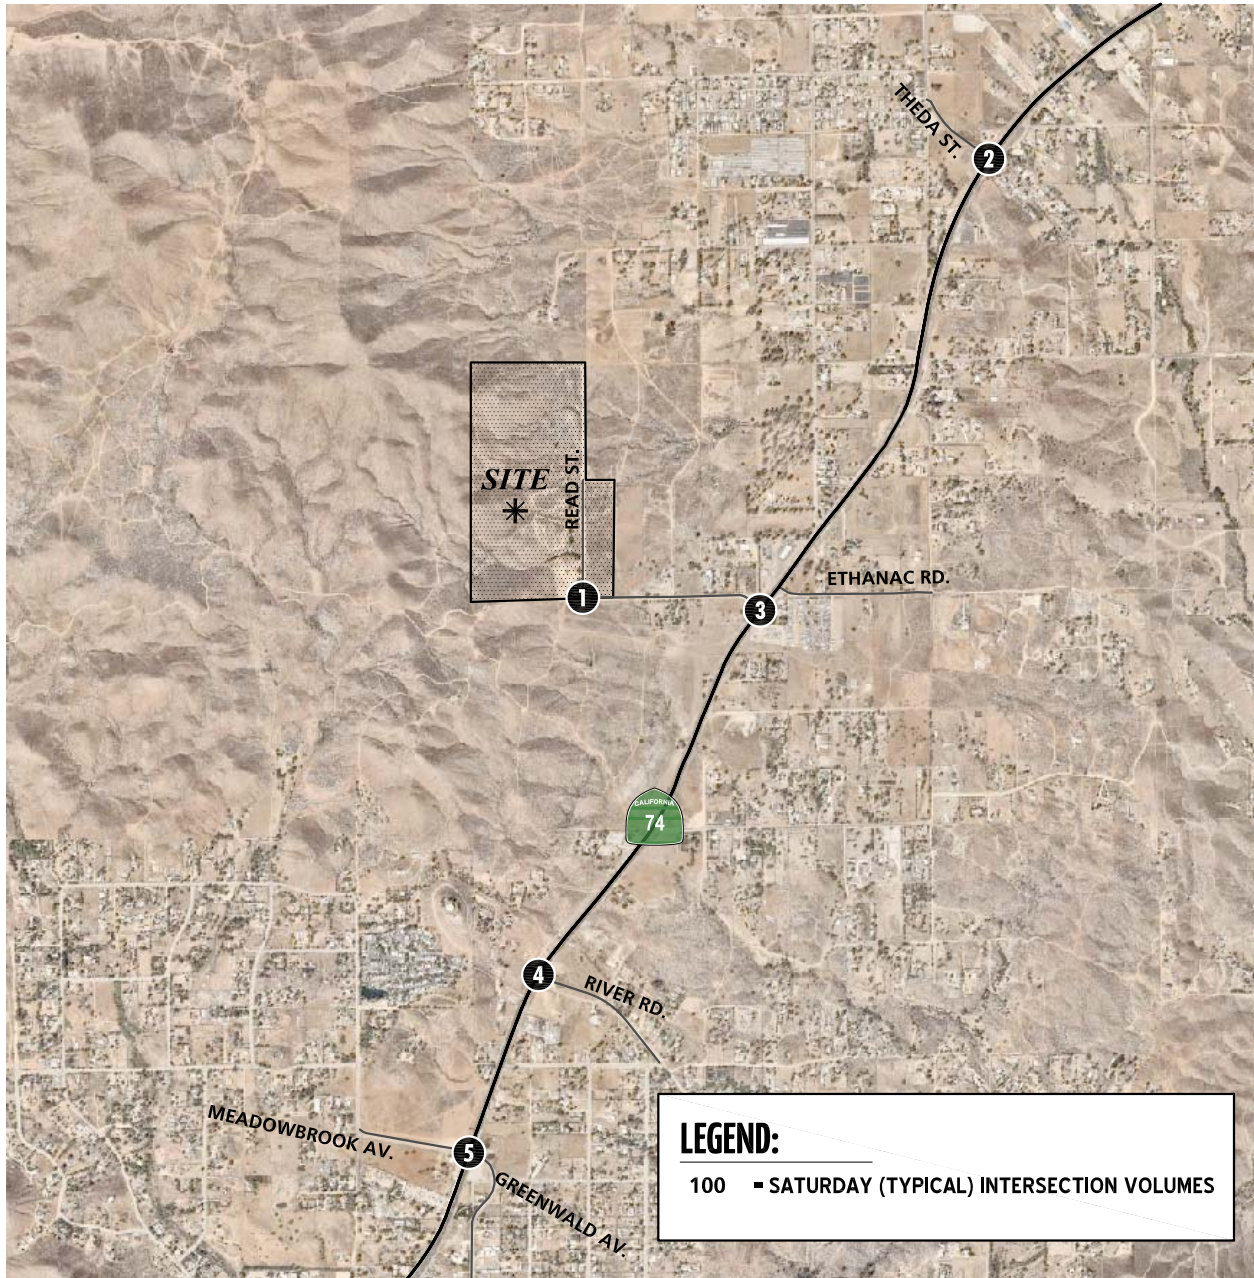 THEDA ST.
2
SITE
READ ST.
1
ETHANAC RD.
3
CALIFORNIA
74
4
RIVER RD.
MEADOWBROOK AV.
5
GREENWALD AV.
LEGEND:
100 = SATURDAY (TYPICAL) INTERSECTION VOLUMES